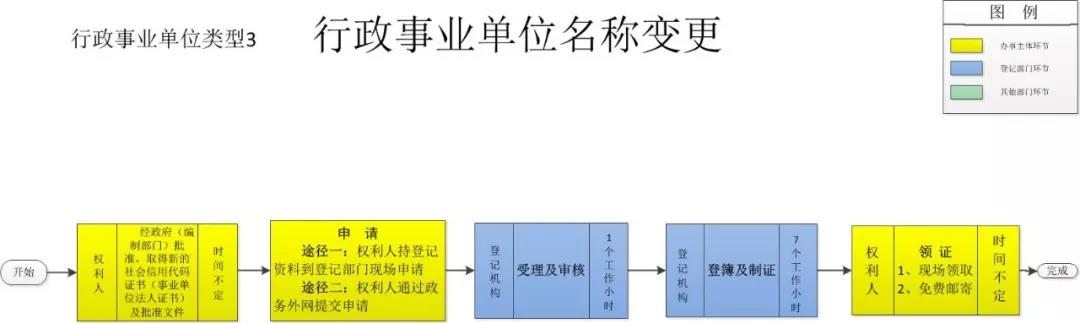 行政事业单位类型3
行政事业单位名称变更
图 例
办事主体环节
登记部门环节
其他部门环节
开始
权利人
经政府（编
制部门）批
准，取得新的
社会信用代码
证书（事业单
位法人证书）
及批准文件
时间不定
申 请
途径一：权利人持登记
资料到登记部门现场申请
途径二：权利人通过政
务外网提交申请
登记机构
受理及审核
1个工作小时
登记机构
登簿及制证
7个工作小时
权利人
领 证
1、现场领取
2、免费邮寄
时间不定
完成